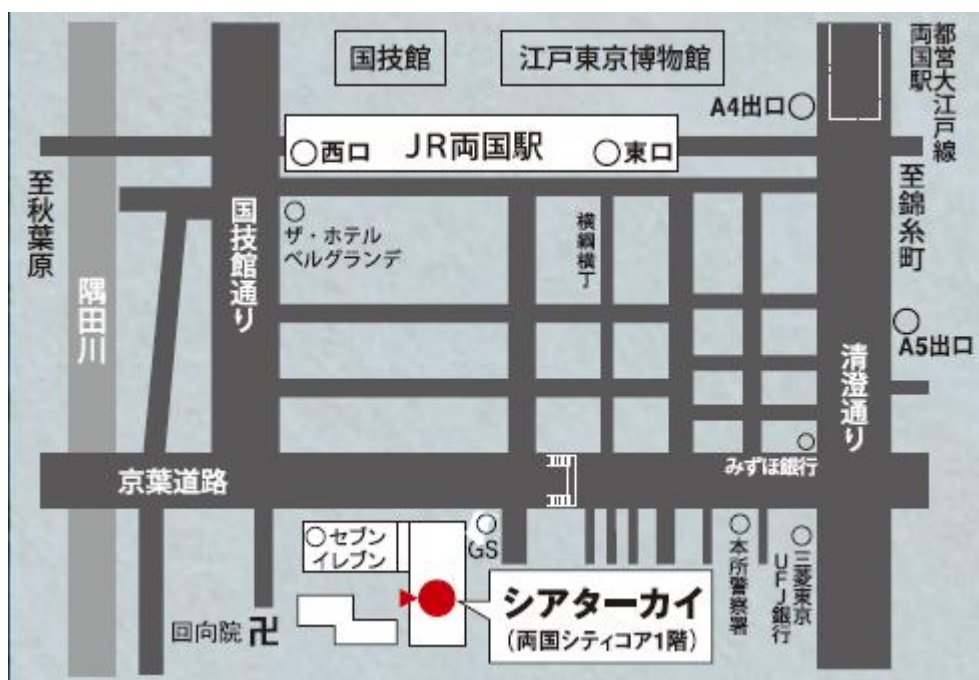 国技館
江戸東京博物館
都営大江戸線
両国駅
A4出口
西口
JR両国駅
東口
至秋葉原
至錦糸町
国技館通り
ザ・ホテル
ベルグランデ
横綱横丁
隅田川
A5出口
清澄通り
京葉道路
みずほ銀行
セブン
イレブン
GS
シアターカイ
(両国シティコア1階)
本所警察署
三菱東京
UFJ銀行
回向院 卍